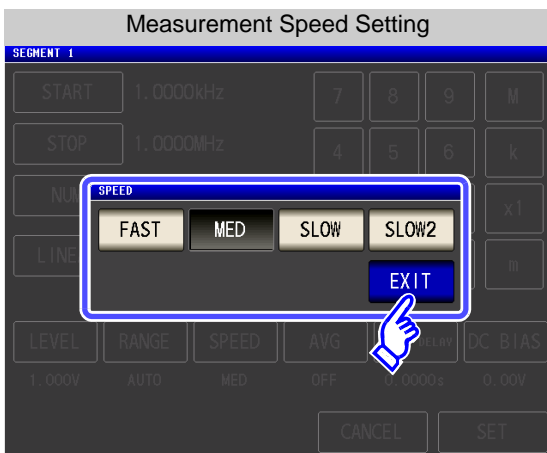 Measurement Speed Setting
SEGMENT 1
START 1.0000kHz 7 8 9 M
STOP 1.0000MHz 4 5 6 k
NUM x1
SPEED
FAST MED SLOW SLOW2
LINE m
EXIT
LEVEL RANGE SPEED AVG DELAY DC BIAS
1.000V AUTO MED OFF 0.0000s 0.00V
CANCEL SET